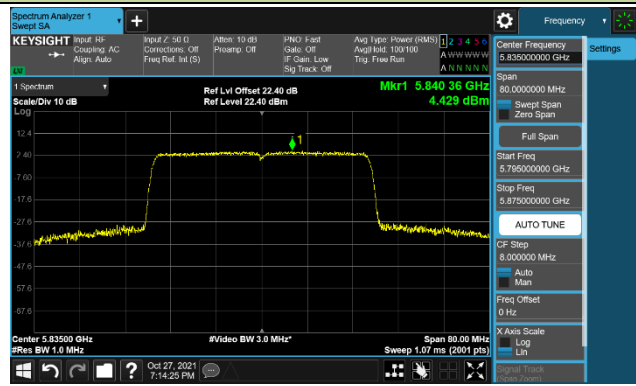 Spectrum Analyzer 1
Swept SA
Frequency
KEYSIGHT
Input: RF
Coupling: AC
Align: Auto
Input Z: 50 Ω
Corrections: Off
Freq Ref: Int (S)
Atten: 10 dB
Preamp: Off
PNO: Fast
Gate: Off
IF Gain: Low
Sig Track: Off
Avg Type: Power (RMS)
Avg|Hold: 100/100
Trig: Free Run
1 2 3 4 5 6
A W W W W W
A N N N N N
LV
Center Frequency
5.835000000 GHz
Settings
Span
80.0000000 MHz
Swept Span
Zero Span
Full Span
Start Freq
5.795000000 GHz
Stop Freq
5.875000000 GHz
AUTO TUNE
CF Step
8.000000 MHz
Auto
Man
Freq Offset
0 Hz
X Axis Scale
Log
Lin
Signal Track
(Span Zoom)
1 Spectrum
Scale/Div 10 dB
Log
Ref Lvl Offset 22.40 dB
Ref Level 22.40 dBm
Mkr1 5.840 36 GHz
4.429 dBm
1
12.4
2.40
-7.60
-17.6
-27.6
-37.6
-47.6
-57.6
-67.6
Center 5.83500 GHz
#Res BW 1.0 MHz
#Video BW 3.0 MHz*
Span 80.00 MHz
Sweep 1.07 ms (2001 pts)
Oct 27, 2021
7:14:25 PM